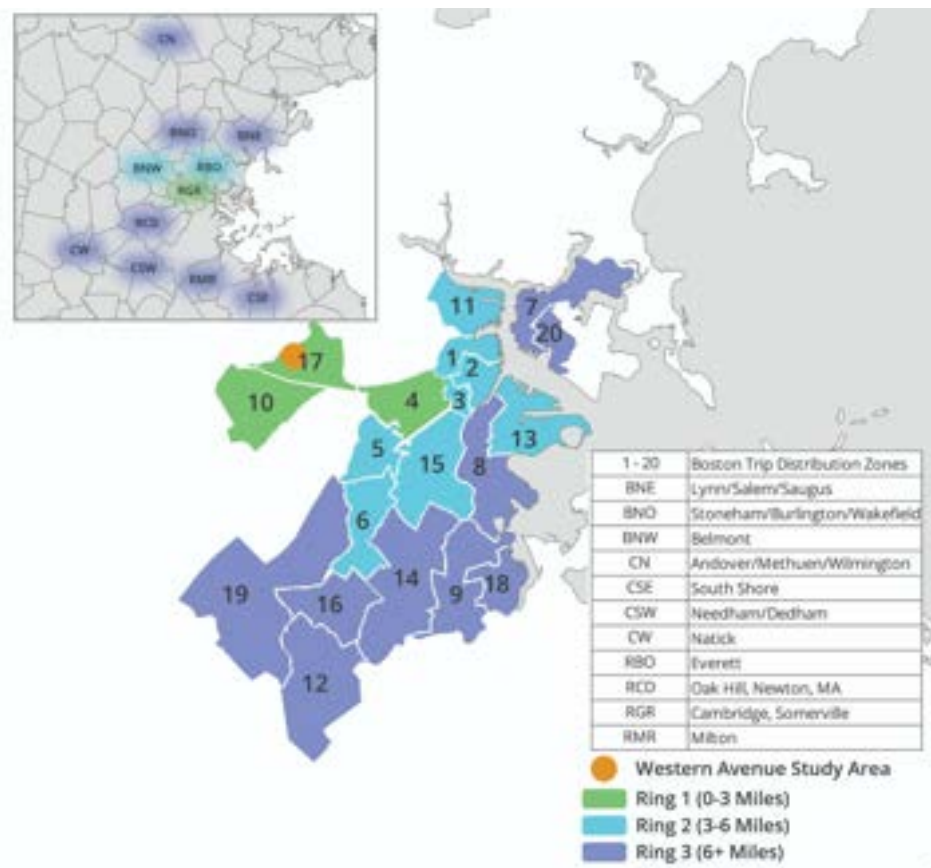 CN
BNO
BNE
BNW
RBO
RGR
RCD
CW
CSW
RMR
CSE
11
7
20
17
1
2
10
4
3
5
13
15
8
6
14
19
16
9
18
12
1 - 20 Boston Trip Distribution Zones
BNE Lynn/Salem/Saugus
BNO Stoneham/Burlington/Wakefield
BNW Belmont
CN Andover/Methuen/Wilmington
CSE South Shore
CSW Needham/Dedham
CW Natick
RBO Everett
RCD Oak Hill, Newton, MA
RGR Cambridge, Somerville
RMR Milton
Western Avenue Study Area
Ring 1 (0-3 Miles)
Ring 2 (3-6 Miles)
Ring 3 (6+ Miles)